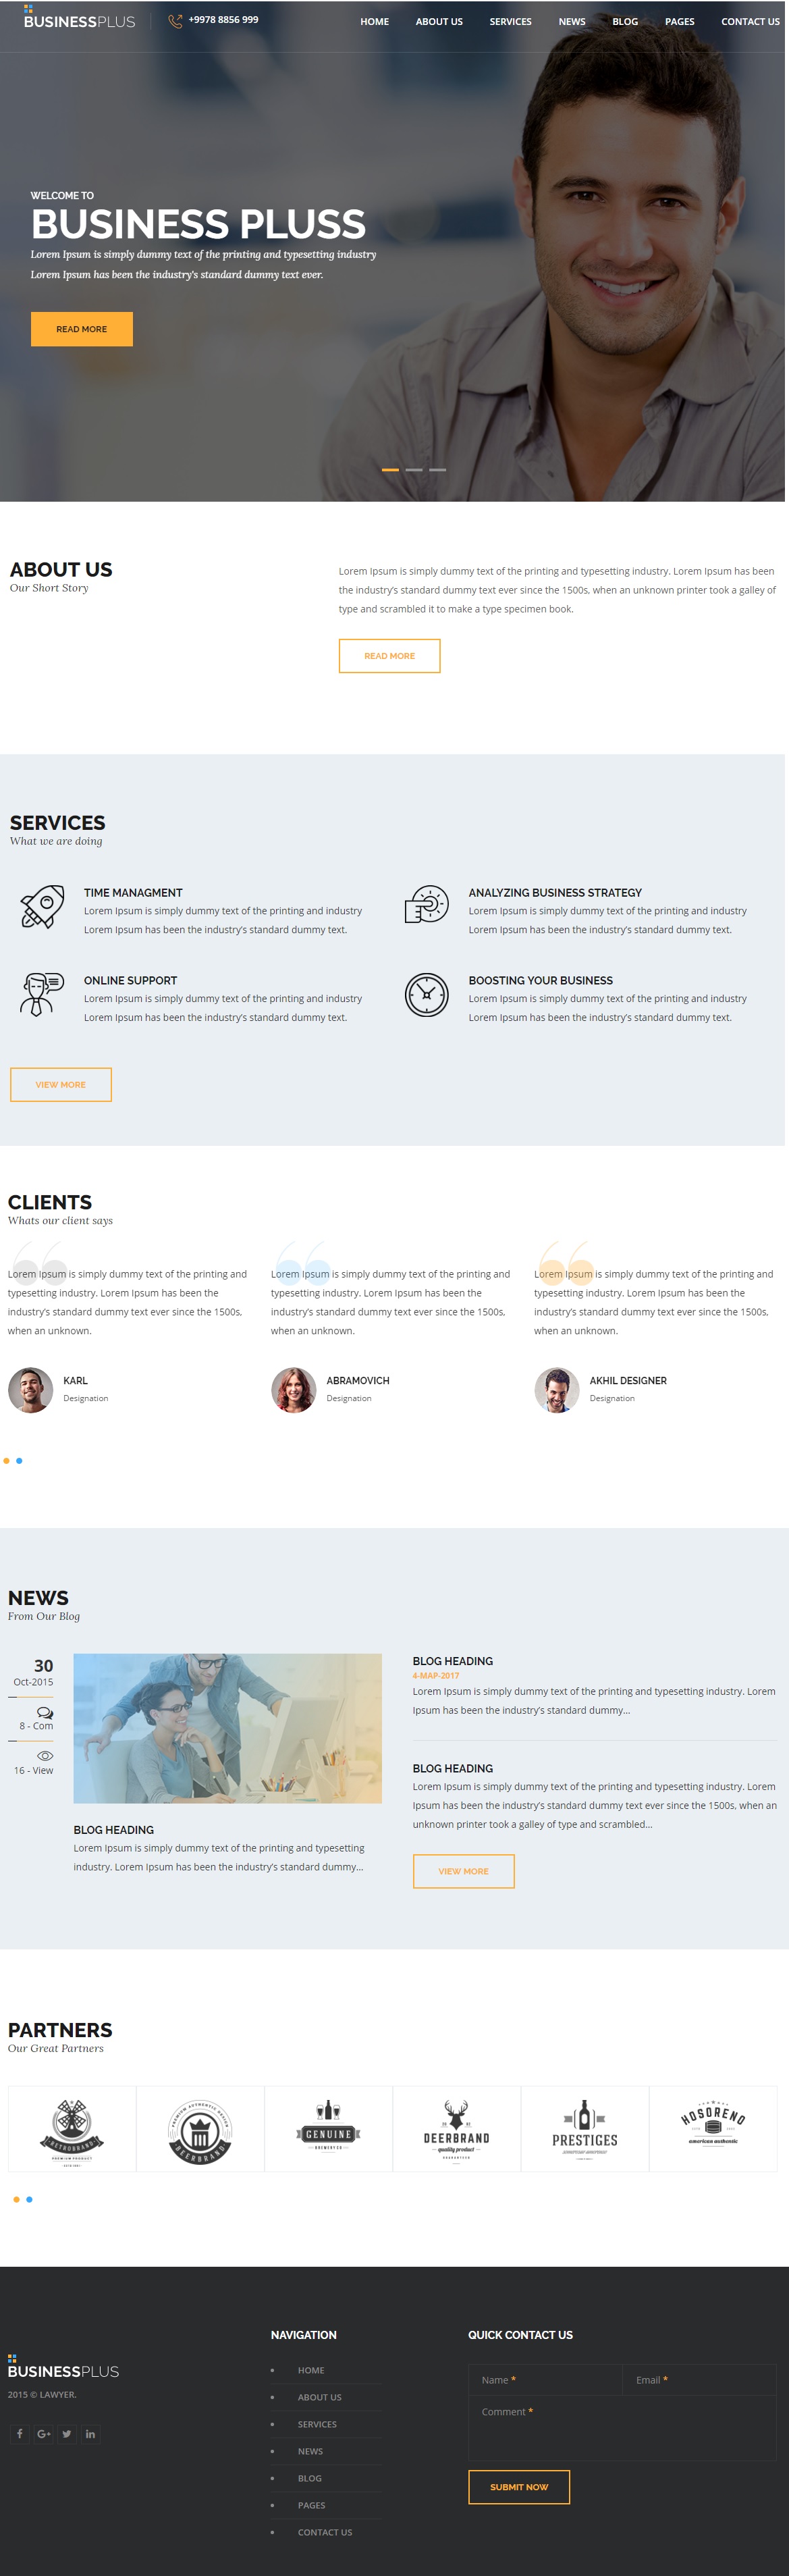 BUSINESSPLUS
+9978 8856 999
HOME ABOUT US SERVICES NEWS BLOG PAGES CONTACT US
WELCOME TO
BUSINESS PLUSS
Lorem Ipsum is simply dummy text of the printing and typesetting industry
Lorem Ipsum has been the industry's standard dummy text ever.
READ MORE
ABOUT US
Our Short Story
Lorem Ipsum is simply dummy text of the printing and typesetting industry. Lorem Ipsum has been
the industry's standard dummy text ever since the 1500s, when an unknown printer took a galley of
type and scrambled it to make a type specimen book.
READ MORE
SERVICES
What we are doing
TIME MANAGMENT
Lorem Ipsum is simply dummy text of the printing and industry
Lorem Ipsum has been the industry's standard dummy text.
ANALYZING BUSINESS STRATEGY
Lorem Ipsum is simply dummy text of the printing and industry
Lorem Ipsum has been the industry's standard dummy text.
ONLINE SUPPORT
Lorem Ipsum is simply dummy text of the printing and industry
Lorem Ipsum has been the industry's standard dummy text.
BOOSTING YOUR BUSINESS
Lorem Ipsum is simply dummy text of the printing and industry
Lorem Ipsum has been the industry's standard dummy text.
VIEW MORE
CLIENTS
Whats our client says
Lorem Ipsum is simply dummy text of the printing and
typesetting industry. Lorem Ipsum has been the
industry's standard dummy text ever since the 1500s,
when an unknown.
KARL
Designation
Lorem Ipsum is simply dummy text of the printing and
typesetting industry. Lorem Ipsum has been the
industry's standard dummy text ever since the 1500s,
when an unknown.
ABRAMOVICH
Designation
Lorem Ipsum is simply dummy text of the printing and
typesetting industry. Lorem Ipsum has been the
industry's standard dummy text ever since the 1500s,
when an unknown.
AKHIL DESIGNER
Designation
NEWS
From Our Blog
30
Oct-2015
8 - Com
16 - View
BLOG HEADING
Lorem Ipsum is simply dummy text of the printing and typesetting
industry. Lorem Ipsum has been the industry's standard dummy...
BLOG HEADING
4-МАР-2017
Lorem Ipsum is simply dummy text of the printing and typesetting industry. Lorem
Ipsum has been the industry's standard dummy...
BLOG HEADING
Lorem Ipsum is simply dummy text of the printing and typesetting industry. Lorem
Ipsum has been the industry's standard dummy text ever since the 1500s, when an
unknown printer took a galley of type and scrambled...
VIEW MORE
PARTNERS
Our Great Partners
RETROBRAND
PREMIUM PRODUCT
PREMIUM AUTHENTIC DESIGN
BEERBRAND
GENUINE
BREWERY CO
DEERBRAND
quality product
GUARANTEED
PRESTIGES
HOSORENO
american authentic
BUSINESSPLUS
2015 © LAWYER.
NAVIGATION
HOME
ABOUT US
SERVICES
NEWS
BLOG
PAGES
CONTACT US
QUICK CONTACT US
Name *
Email *
Comment *
SUBMIT NOW